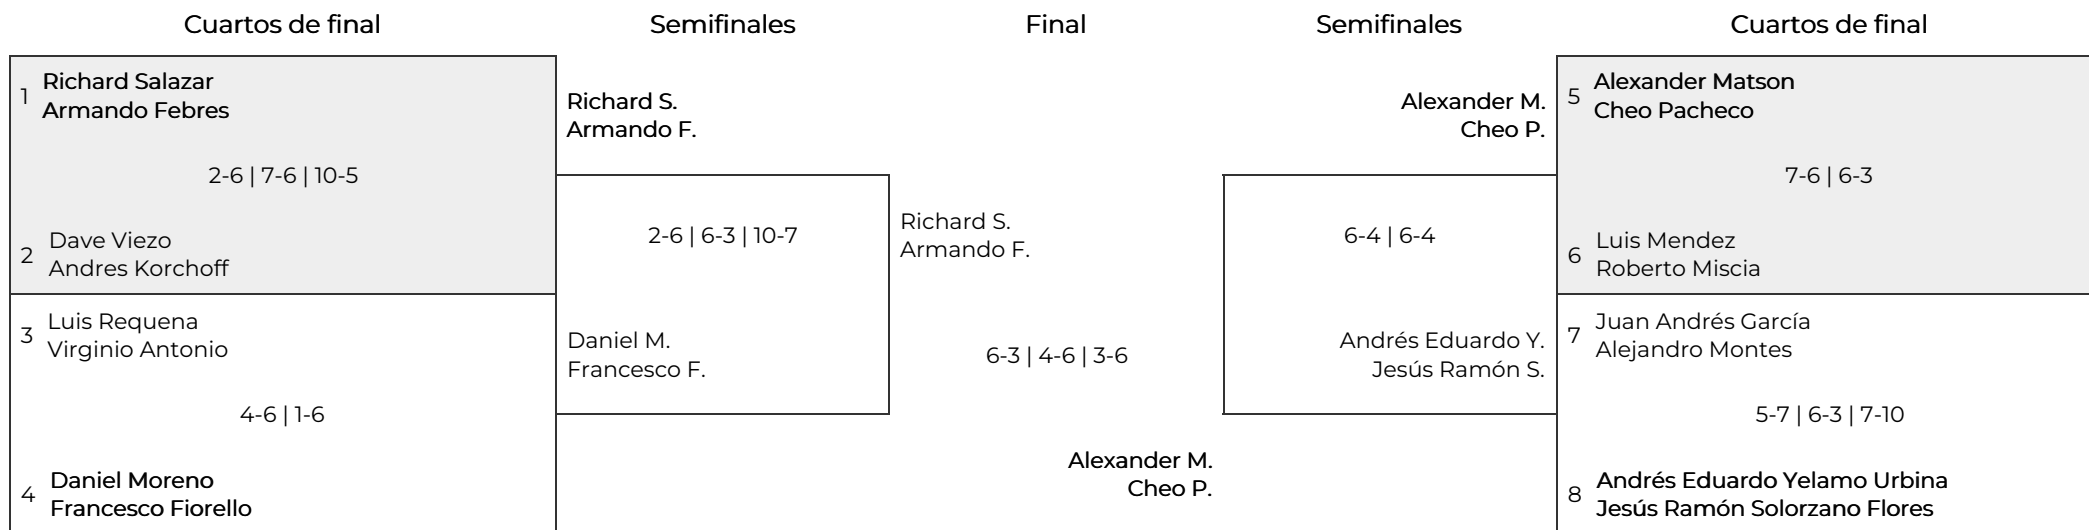 Cuartos de final
Semifinales
Final
Semifinales
Cuartos de final
1
Richard Salazar
Armando Febres
2-6 | 7-6 | 10-5
2
Dave Viezo
Andres Korchoff
3
Luis Requena
Virginio Antonio
4-6 | 1-6
4
Daniel Moreno
Francesco Fiorello
Richard S.
Armando F.
2-6 | 6-3 | 10-7
Daniel M.
Francesco F.
Richard S.
Armando F.
6-3 | 4-6 | 3-6
Alexander M.
Cheo P.
Alexander M.
Cheo P.
6-4 | 6-4
Andrés Eduardo Y.
Jesús Ramón S.
5
Alexander Matson
Cheo Pacheco
7-6 | 6-3
6
Luis Mendez
Roberto Miscia
7
Juan Andrés García
Alejandro Montes
5-7 | 6-3 | 7-10
8
Andrés Eduardo Yelamo Urbina
Jesús Ramón Solorzano Flores